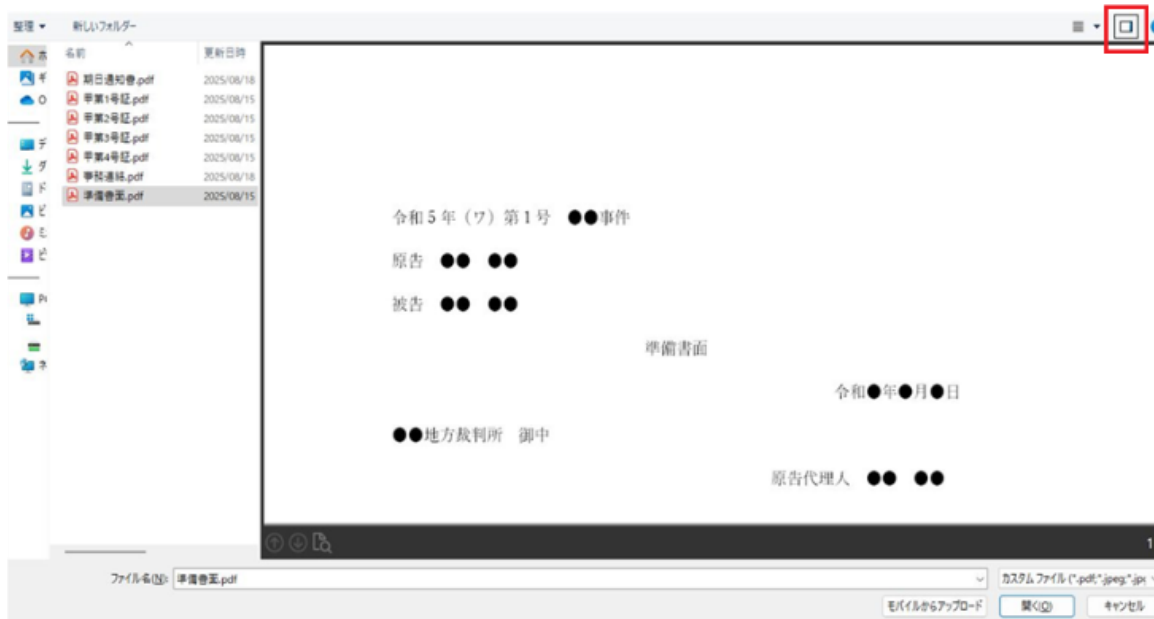 整理 ▼ 新しいフォルダー
名前 更新日時
期日通知書.pdf 2025/08/18
甲第1号証.pdf 2025/08/15
甲第2号証.pdf 2025/08/15
甲第3号証.pdf 2025/08/15
甲第4号証.pdf 2025/08/15
事務連絡.pdf 2025/08/18
準備書面.pdf 2025/08/15
令和5年（ワ）第1号　●●事件
原告　●●　●●
被告　●●　●●
準備書面
令和●年●月●日
●●地方裁判所　御中
原告代理人　●●　●●
1
ファイル名(N): 準備書面.pdf
カスタム ファイル (*.pdf;*.jpeg;*.jp
モバイルからアップロード 開く(O) キャンセル